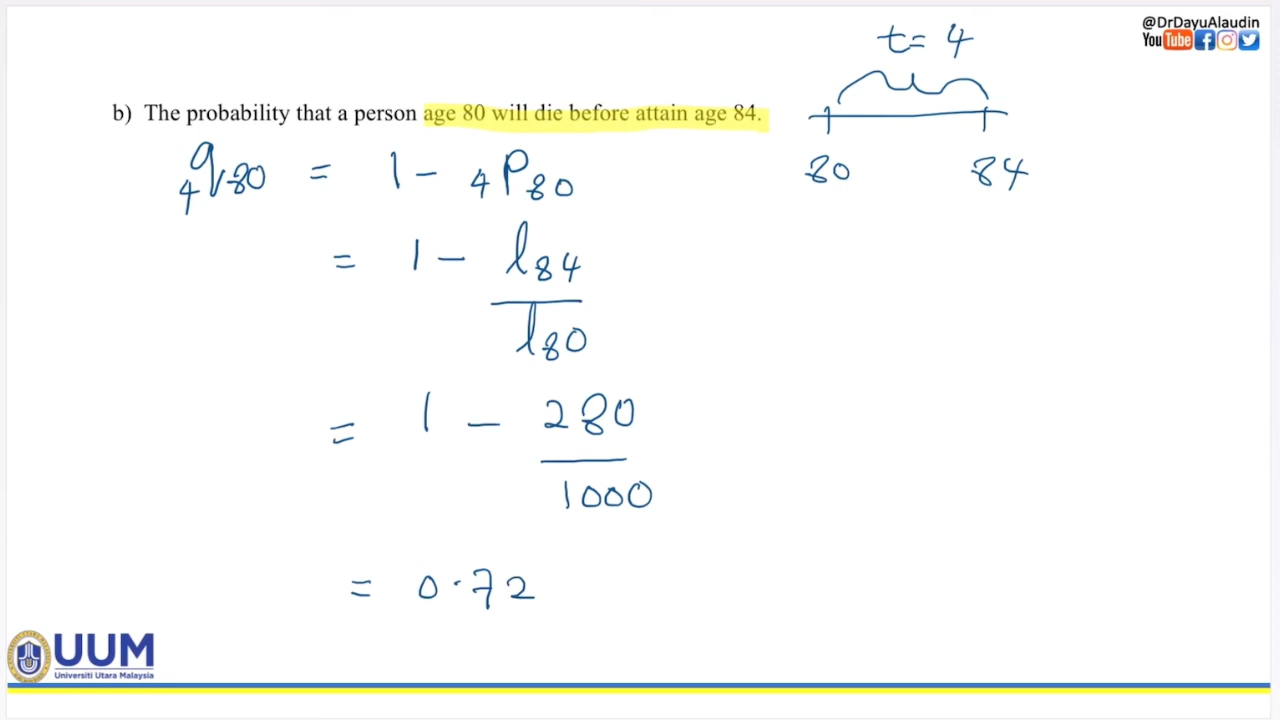 @DrDayuAlaudin
YouTube
t = 4
b) The probability that a person age 80 will die before attain age 84.
80 84
₄q₈₀ = 1 - ₄P₈₀
= 1 - l₈₄
l₈₀
= 1 - 280
1000
= 0.72
UUM
Universiti Utara Malaysia